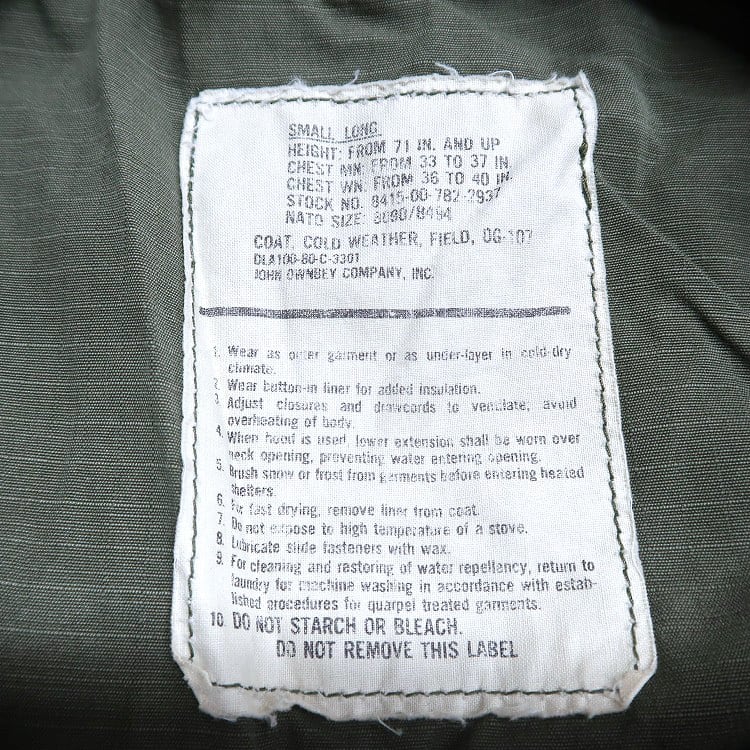 SMALL LONG
HEIGHT: FROM 71 IN. AND UP
CHEST MN: FROM 33 TO 37 IN.
CHEST WN: FROM 36 TO 40 IN.
STOCK NO. 8415-00-782-2937
NATO SIZE: 8090/8494
COAT, COLD WEATHER, FIELD, OG-107
DLA100-80-C-3301
JOHN OWNBEY COMPANY, INC.
1. Wear as outer garment or as under-layer in cold-dry
climate.
2. Wear button-in liner for added insulation.
3. Adjust closures and drawcords to ventilate; avoid
overheating of body.
4. When hood is used, lower extension shall be worn over
neck opening, preventing water entering opening.
5. Brush snow or frost from garments before entering heated
shelters.
6. For fast drying, remove liner from coat.
7. Do not expose to high temperature of a stove.
8. Lubricate slide fasteners with wax.
9. For cleaning and restoring of water repellency, return to
laundry for machine washing in accordance with estab-
lished procedures for quarpel treated garments.
10. DO NOT STARCH OR BLEACH.
DO NOT REMOVE THIS LABEL